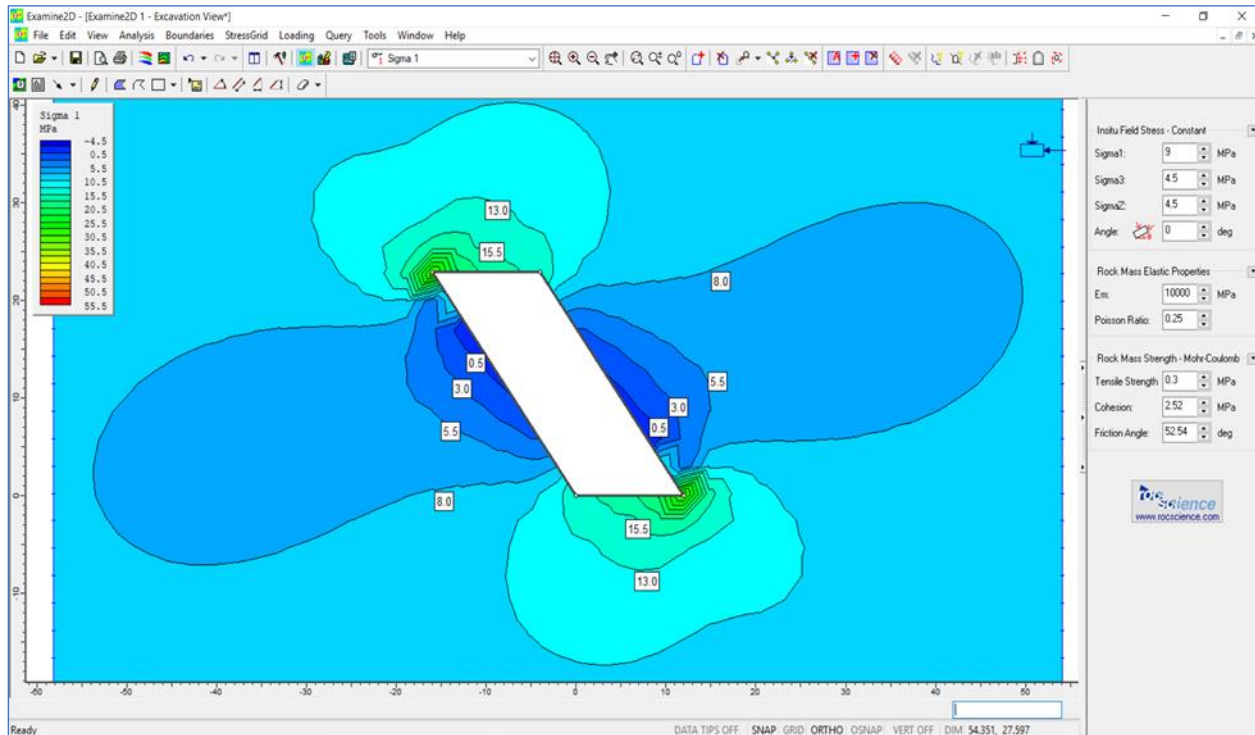 Examine2D - [Examine2D 1 - Excavation View*]
File Edit View Analysis Boundaries StressGrid Loading Query Tools Window Help
Sigma 1
Sigma 1
MPa
-4.5
0.5
5.5
10.5
15.5
20.5
25.5
30.5
35.5
40.5
45.5
50.5
55.5
40
30
20
10
0
-10
13.0
15.5
8.0
0.5
3.0
5.5
5.5
3.0
0.5
8.0
15.5
13.0
-60 -50 -40 -30 -20 -10 0 10 20 30 40 50
Insitu Field Stress - Constant
Sigma1: 9 MPa
Sigma3: 4.5 MPa
SigmaZ: 4.5 MPa
Angle: 0 deg
Rock Mass Elastic Properties
Em: 10000 MPa
Poisson Ratio: 0.25
Rock Mass Strength - Mohr-Coulomb
Tensile Strength 0.3 MPa
Cohesion: 2.52 MPa
Friction Angle: 52.54 deg
rocscience
www.rocscience.com
Ready DATA TIPS OFF SNAP GRID ORTHO OSNAP VERT OFF DIM 54.351, 27.597